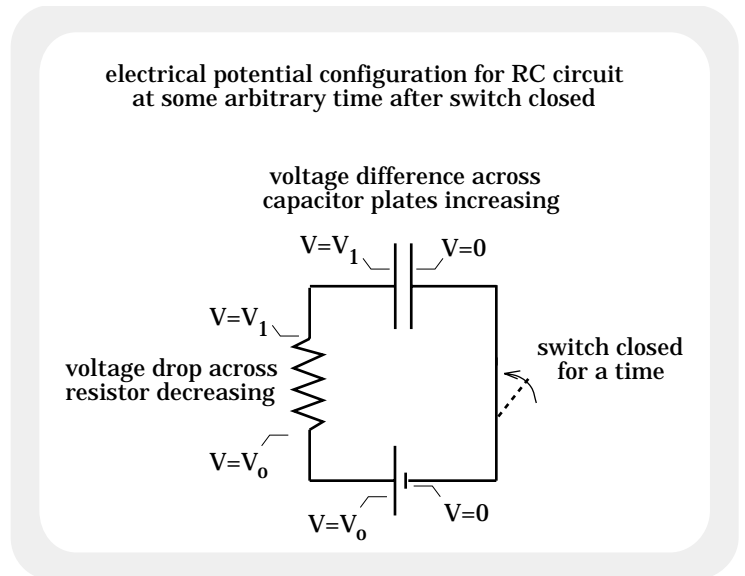 electrical potential configuration for RC circuit
at some arbitrary time after switch closed
voltage difference across
capacitor plates increasing
V=V₁
V=0
V=V₁
switch closed
for a time
voltage drop across
resistor decreasing
V=Vₒ
V=0
V=Vₒ